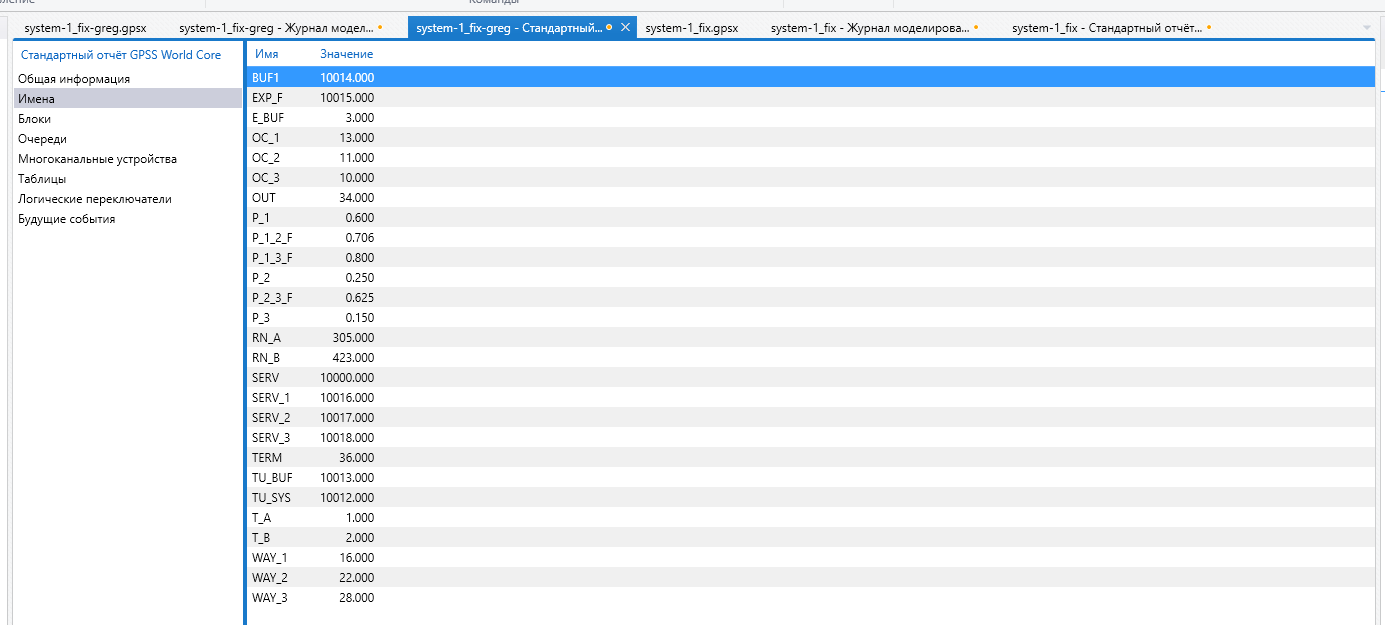 Команды
system-1_fix-greg.gpsx system-1_fix-greg - Журнал модел... system-1_fix-greg - Стандартный... system-1_fix.gpsx system-1_fix - Журнал моделирова... system-1_fix - Стандартный отчёт...
Стандартный отчёт GPSS World Core
Общая информация
Имена
Блоки
Очереди
Многоканальные устройства
Таблицы
Логические переключатели
Будущие события
Имя Значение
BUF1 10014.000
EXP_F 10015.000
E_BUF 3.000
OC_1 13.000
OC_2 11.000
OC_3 10.000
OUT 34.000
P_1 0.600
P_1_2_F 0.706
P_1_3_F 0.800
P_2 0.250
P_2_3_F 0.625
P_3 0.150
RN_A 305.000
RN_B 423.000
SERV 10000.000
SERV_1 10016.000
SERV_2 10017.000
SERV_3 10018.000
TERM 36.000
TU_BUF 10013.000
TU_SYS 10012.000
T_A 1.000
T_B 2.000
WAY_1 16.000
WAY_2 22.000
WAY_3 28.000